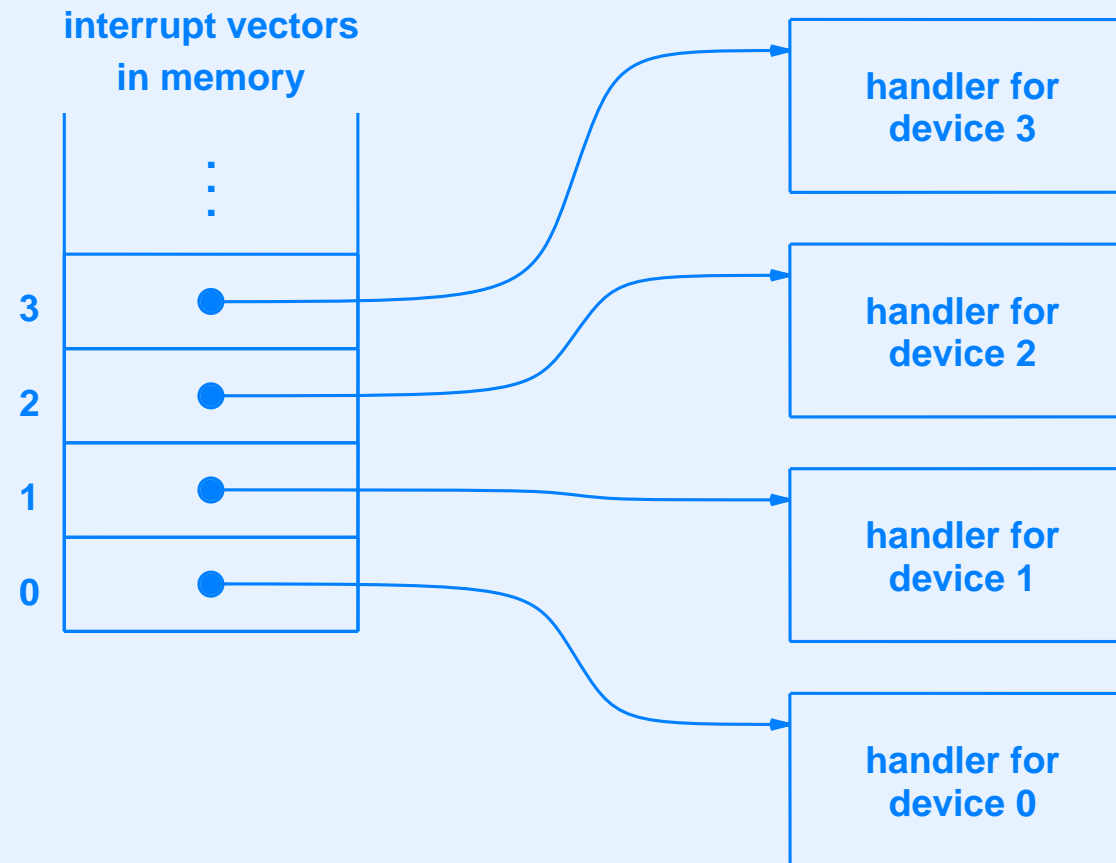 interrupt vectors
in memory
3
2
1
0
handler for
device 3
handler for
device 2
handler for
device 1
handler for
device 0